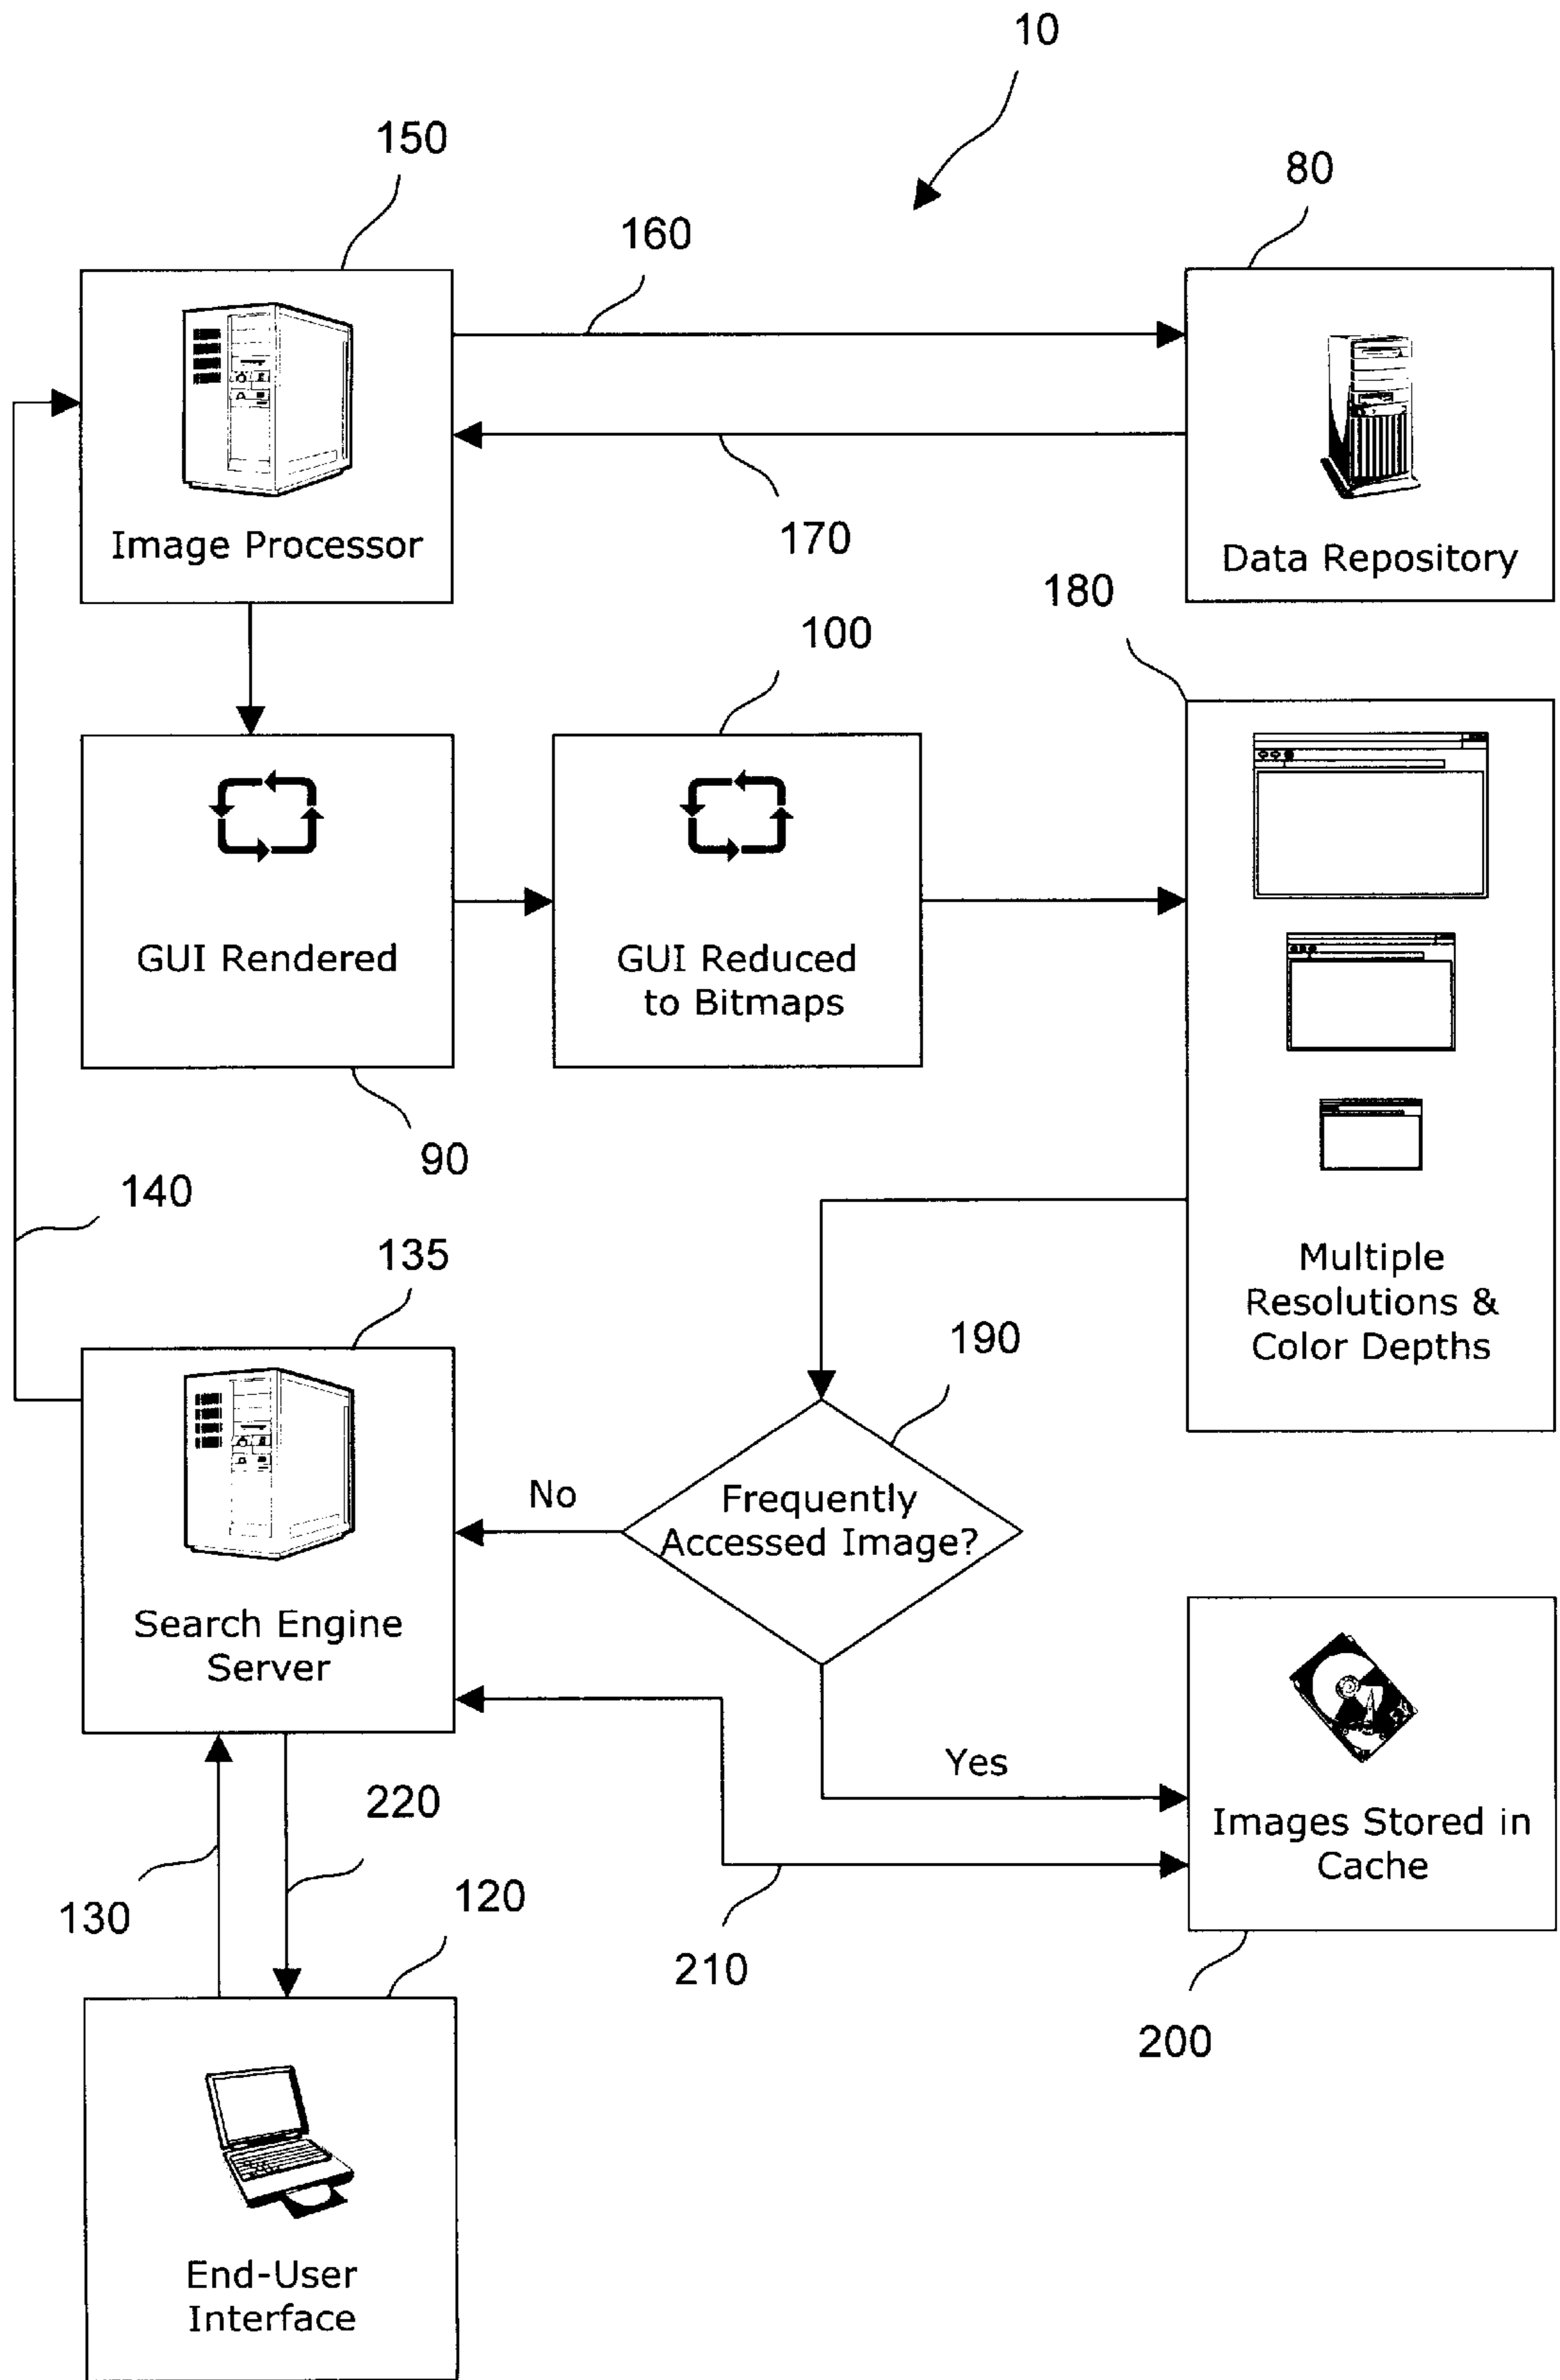 10
150
80
160
Image Processor
170
Data Repository
180
100
GUI Rendered
GUI Reduced
to Bitmaps
90
140
135
Multiple
Resolutions &
Color Depths
190
No
Frequently
Accessed Image?
Search Engine
Server
Yes
220
Images Stored in
Cache
130
120
210
200
End-User
Interface